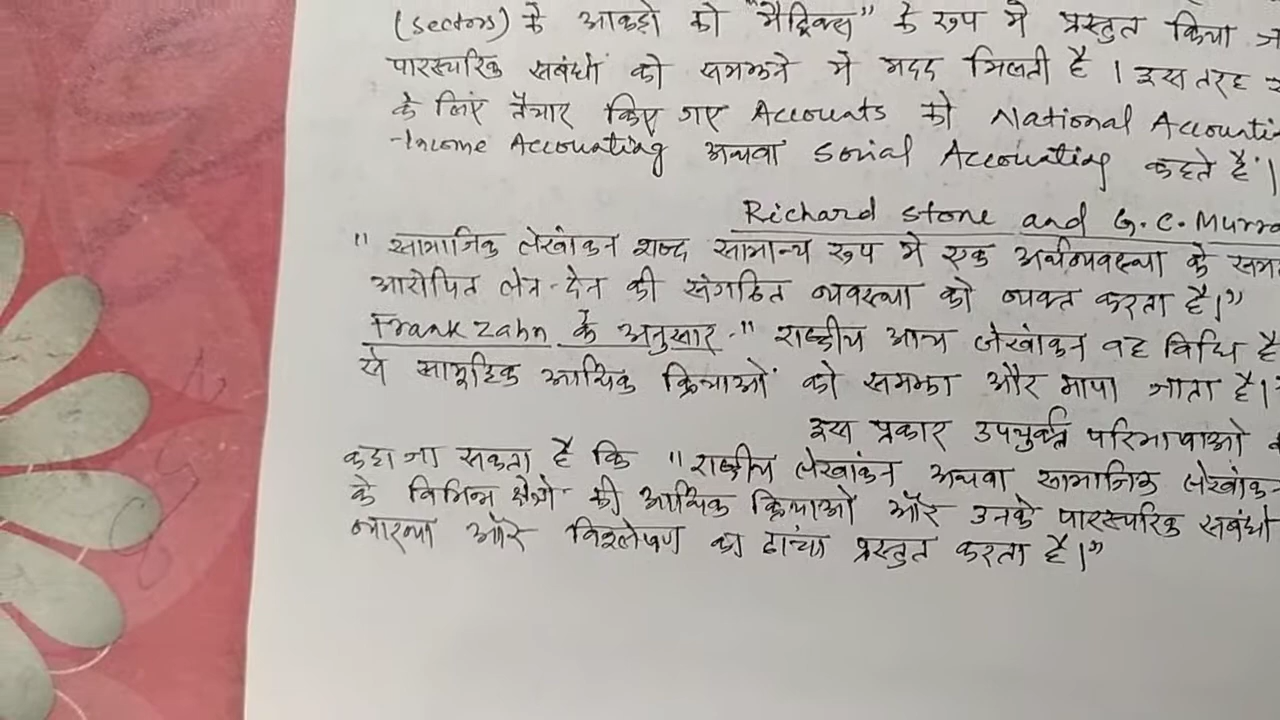 (Sectors) के आकड़ो को "मैट्रिक्स" के रूप मे प्रस्तुत किया
पारस्परिक संबंधों को समझने मे मदद मिलती है । इस तरह
के लिए तैयार किए गए Accounts को National Accounti
-Income Accounting अथवा Social Accounting कहते है ।
Richard Stone and G.C. Murra
" सामाजिक लेखांकन शब्द सामान्य रूप मे एक अर्थव्यवस्था के
आरोपित लेन-देन की संगठित व्यवस्था को व्यक्त करता है।"
Frank Zahn के अनुसार - " राष्ट्रीय आय लेखांकन वह विधि है
से सामूहिक आर्थिक क्रियाओं को समझा और मापा जाता है।
इस प्रकार उपर्युक्त परिभाषाओ
कहा जा सकता है कि "राष्ट्रीय लेखांकन अथवा सामाजिक लेखांक
के विभिन्न क्षेत्रो की आर्थिक क्रियाओं और उनके पारस्परिक संबंधो
व्याख्या और विश्लेषण का ढांचा प्रस्तुत करता है।"